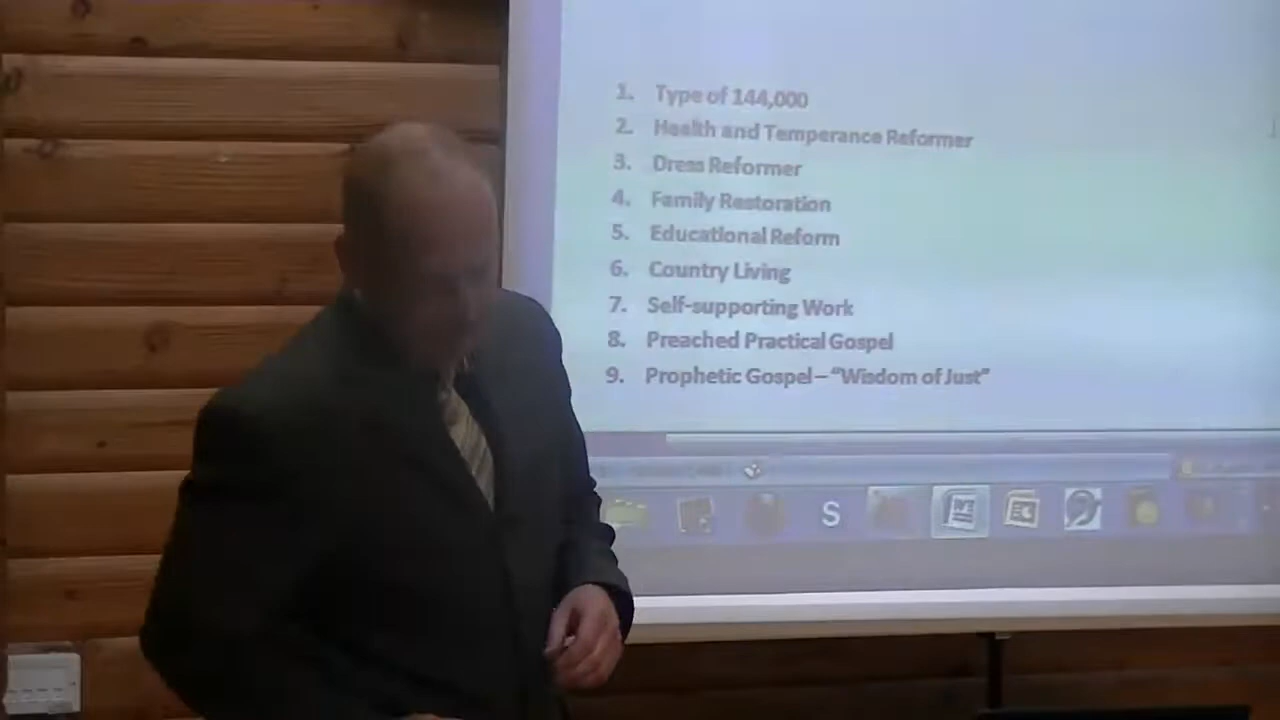 1. Type of 144,000
2. Health and Temperance Reformer
3. Dress Reformer
4. Family Restoration
5. Educational Reform
6. Country Living
7. Self-supporting Work
8. Preached Practical Gospel
9. Prophetic Gospel – "Wisdom of Just"
S